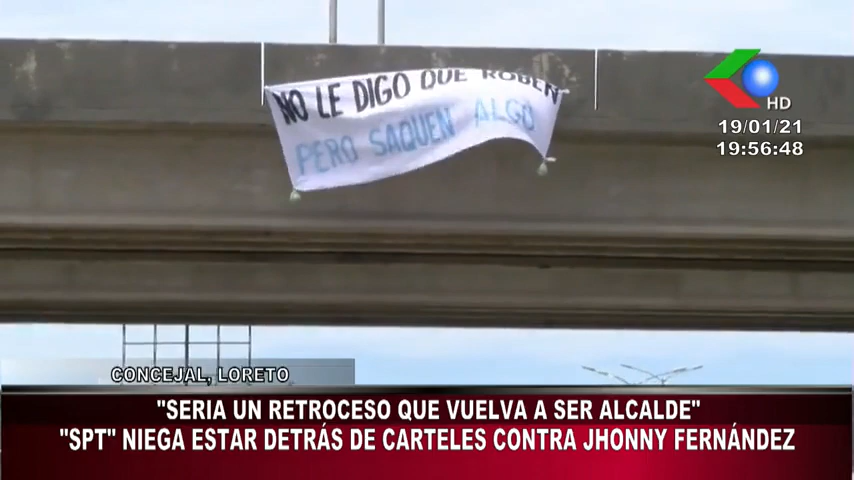 NO LE DIGO QUE ROBEN
PERO SAQUEN ALGO
HD
19/01/21
19:56:48
CONCEJAL, LORETO
"SERIA UN RETROCESO QUE VUELVA A SER ALCALDE"
"SPT" NIEGA ESTAR DETRÁS DE CARTELES CONTRA JHONNY FERNÁNDEZ